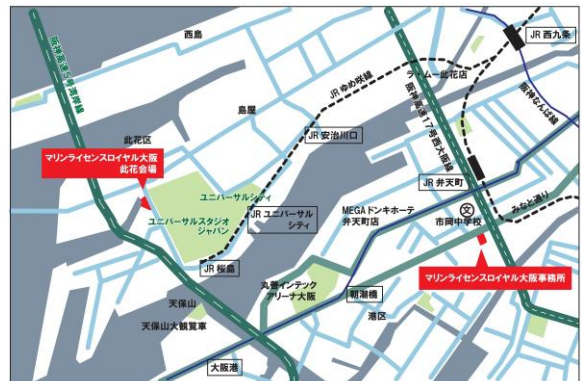 阪神高速5号湾岸線
西島
JR 西九条
JR ゆめ咲線
ラ・ムー此花店
島屋
阪神高速17号西大阪線
阪神なんば線
此花区
JR 安治川口
マリンライセンスロイヤル大阪
此花会場
JR 弁天町
ユニバーサルシティ
みなと通り
MEGAドンキホーテ
弁天町店
文
市岡中学校
ユニバーサルスタジオ
ジャパン
JR ユニバーサル
シティ
JR 桜島
マリンライセンスロイヤル大阪事務所
丸善インテック
アリーナ大阪
朝潮橋
天保山
港区
天保山大観覧車
大阪港